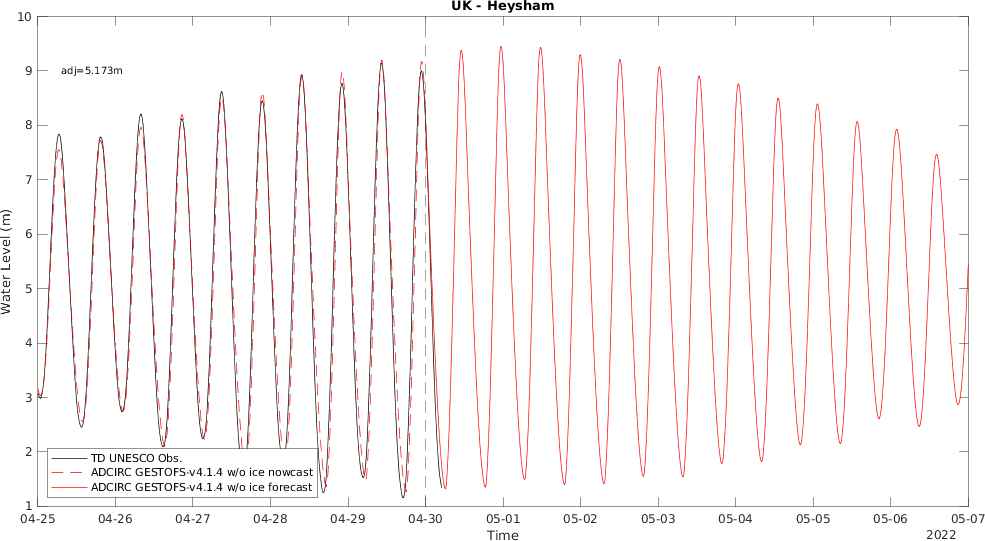 UK - Heysham
10
9
8
7
6
5
4
3
2
1
Water Level (m)
adj=5.173m
TD UNESCO Obs.
ADCIRC GESTOFS-v4.1.4 w/o ice nowcast
ADCIRC GESTOFS-v4.1.4 w/o ice forecast
04-25 04-26 04-27 04-28 04-29 04-30 05-01 05-02 05-03 05-04 05-05 05-06 05-07
Time
2022